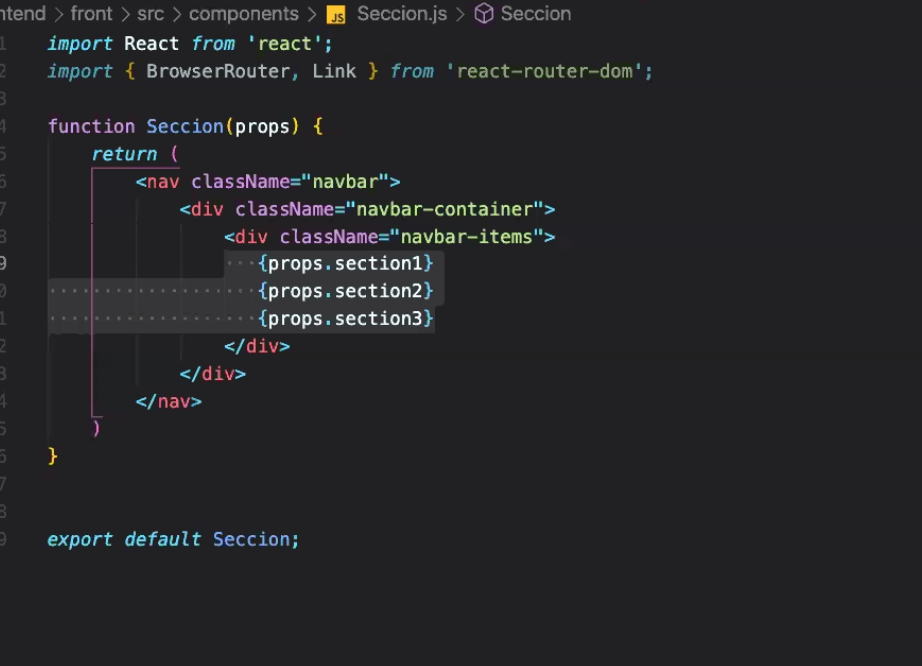 ntend > front > src > components > JS Seccion.js > Seccion
1 import React from 'react';
2 import { BrowserRouter, Link } from 'react-router-dom';
3
4 function Seccion(props) {
5 return (
6 <nav className="navbar">
7 <div className="navbar-container">
8 <div className="navbar-items">
9 {props.section1}
0 {props.section2}
1 {props.section3}
2 </div>
3 </div>
4 </nav>
5 )
6 }
7
8
9 export default Seccion;